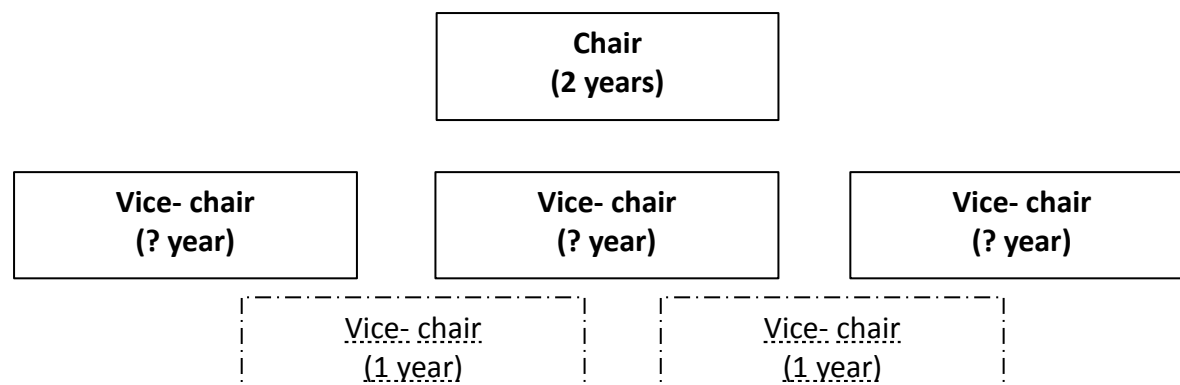 Chair
(2 years)
Vice- chair
(? year)
Vice- chair
(? year)
Vice- chair
(? year)
Vice- chair
(1 year)
Vice- chair
(1 year)